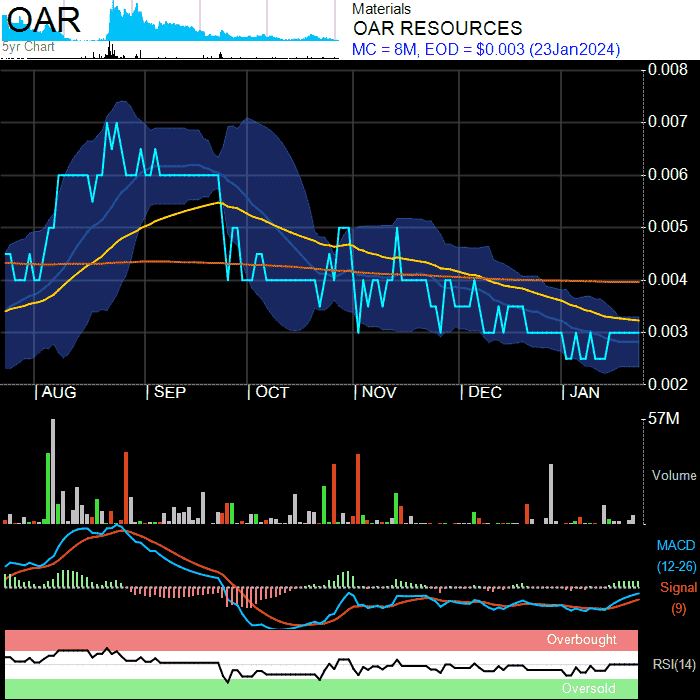 OAR
5yr Chart
Materials
OAR RESOURCES
MC = 8M, EOD = $0.003 (23Jan2024)
0.008
0.007
0.006
0.005
0.004
0.003
0.002
AUG SEP OCT NOV DEC JAN
57M
Volume
MACD
(12-26)
Signal
(9)
Overbought
RSI(14)
Oversold